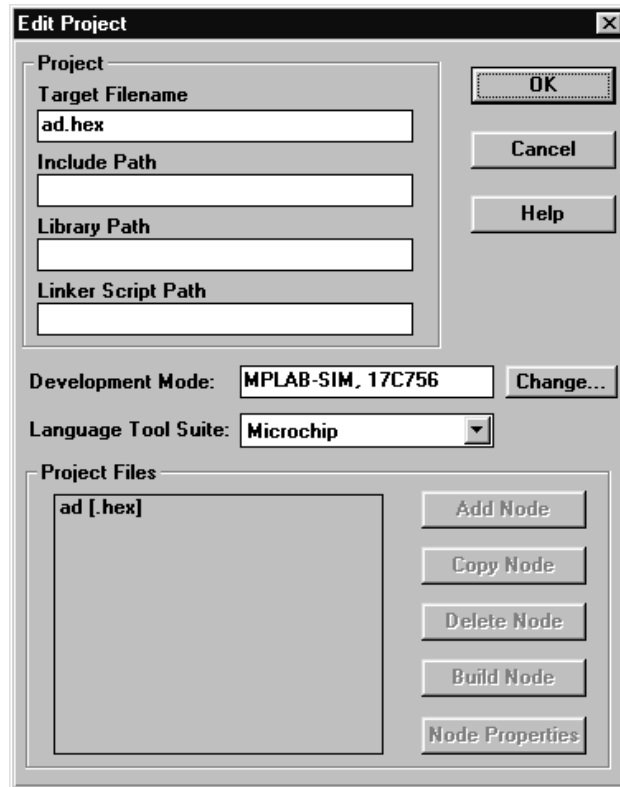 Edit Project
Project
Target Filename
ad.hex
Include Path
Library Path
Linker Script Path
OK
Cancel
Help
Development Mode: MPLAB-SIM, 17C756 Change...
Language Tool Suite: Microchip
Project Files
ad [.hex]
Add Node
Copy Node
Delete Node
Build Node
Node Properties